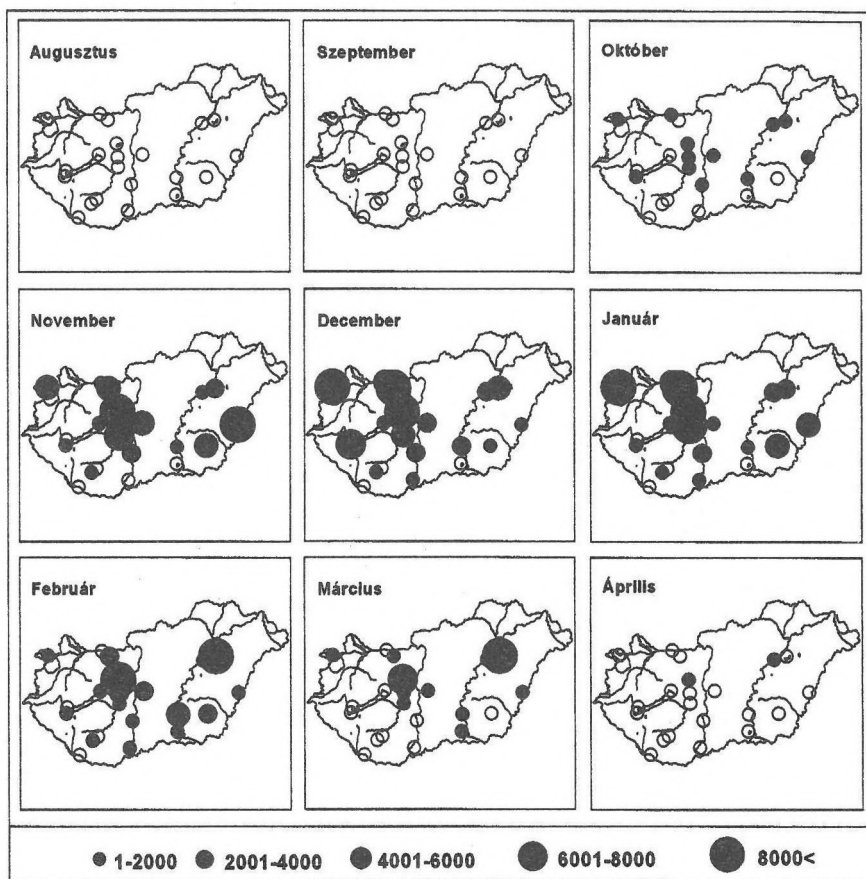 Augusztus
Szeptember
Október
November
December
Január
Február
Március
Április
1-2000 2001-4000 4001-6000 6001-8000 8000<